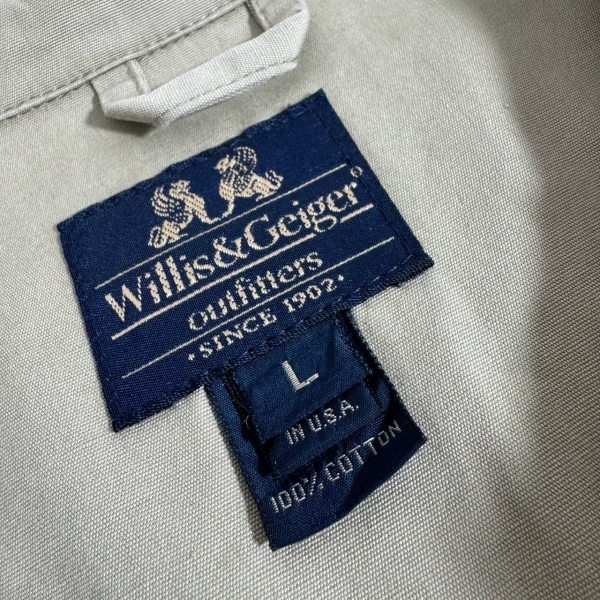 Willis&Geiger®
outfitters
•SINCE 1902•
L
IN U.S.A.
100% COTTON